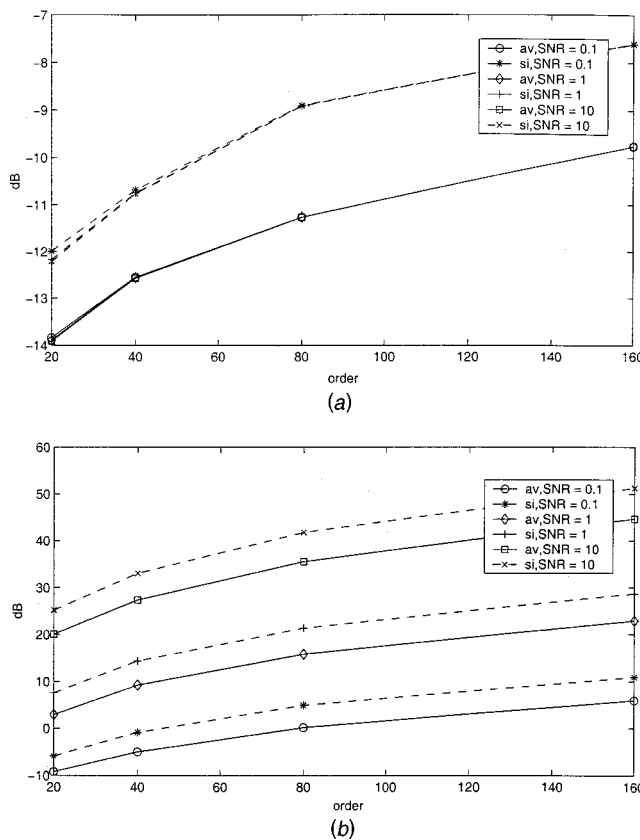 -7
-8
-9
-10
-11
-12
-13
-14
dB
20
40
60
80
100
120
140
160
order
av,SNR = 0.1
si,SNR = 0.1
av,SNR = 1
si,SNR = 1
av,SNR = 10
si,SNR = 10
(a)
60
50
40
30
20
10
0
-10
dB
20
40
60
80
100
120
140
160
order
av,SNR = 0.1
si,SNR = 0.1
av,SNR = 1
si,SNR = 1
av,SNR = 10
si,SNR = 10
(b)